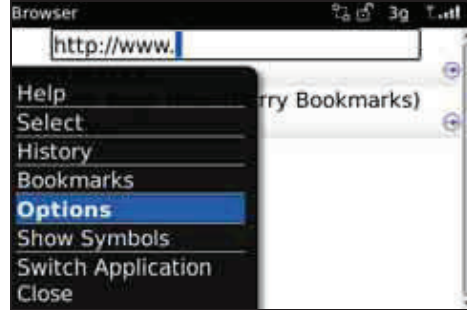 Browser 3g
http://www.
rry Bookmarks)
Help
Select
History
Bookmarks
Options
Show Symbols
Switch Application
Close